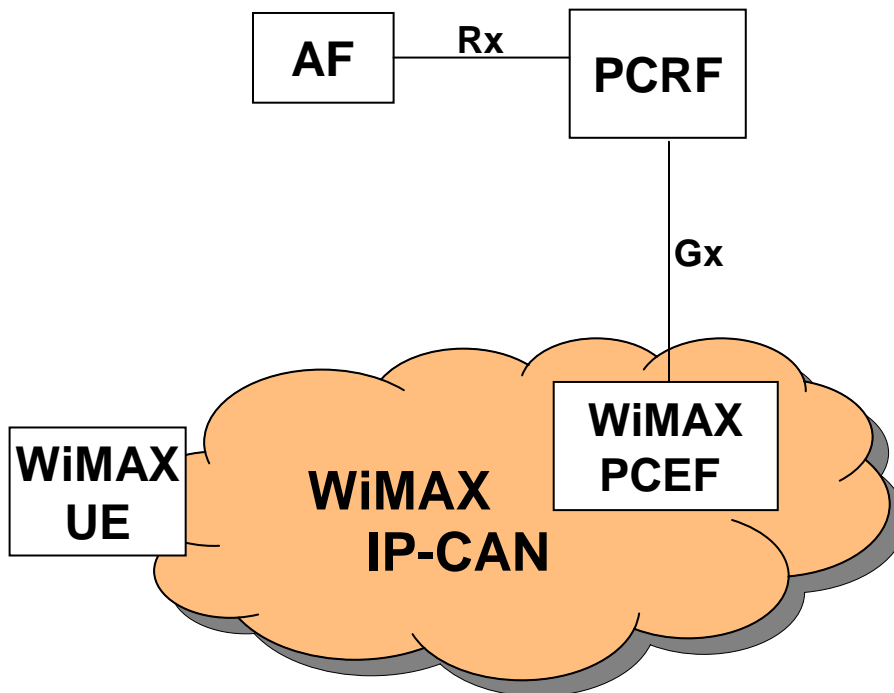 AF
Rx
PCRF
Gx
WiMAX
PCEF
WiMAX
UE
WiMAX
IP-CAN